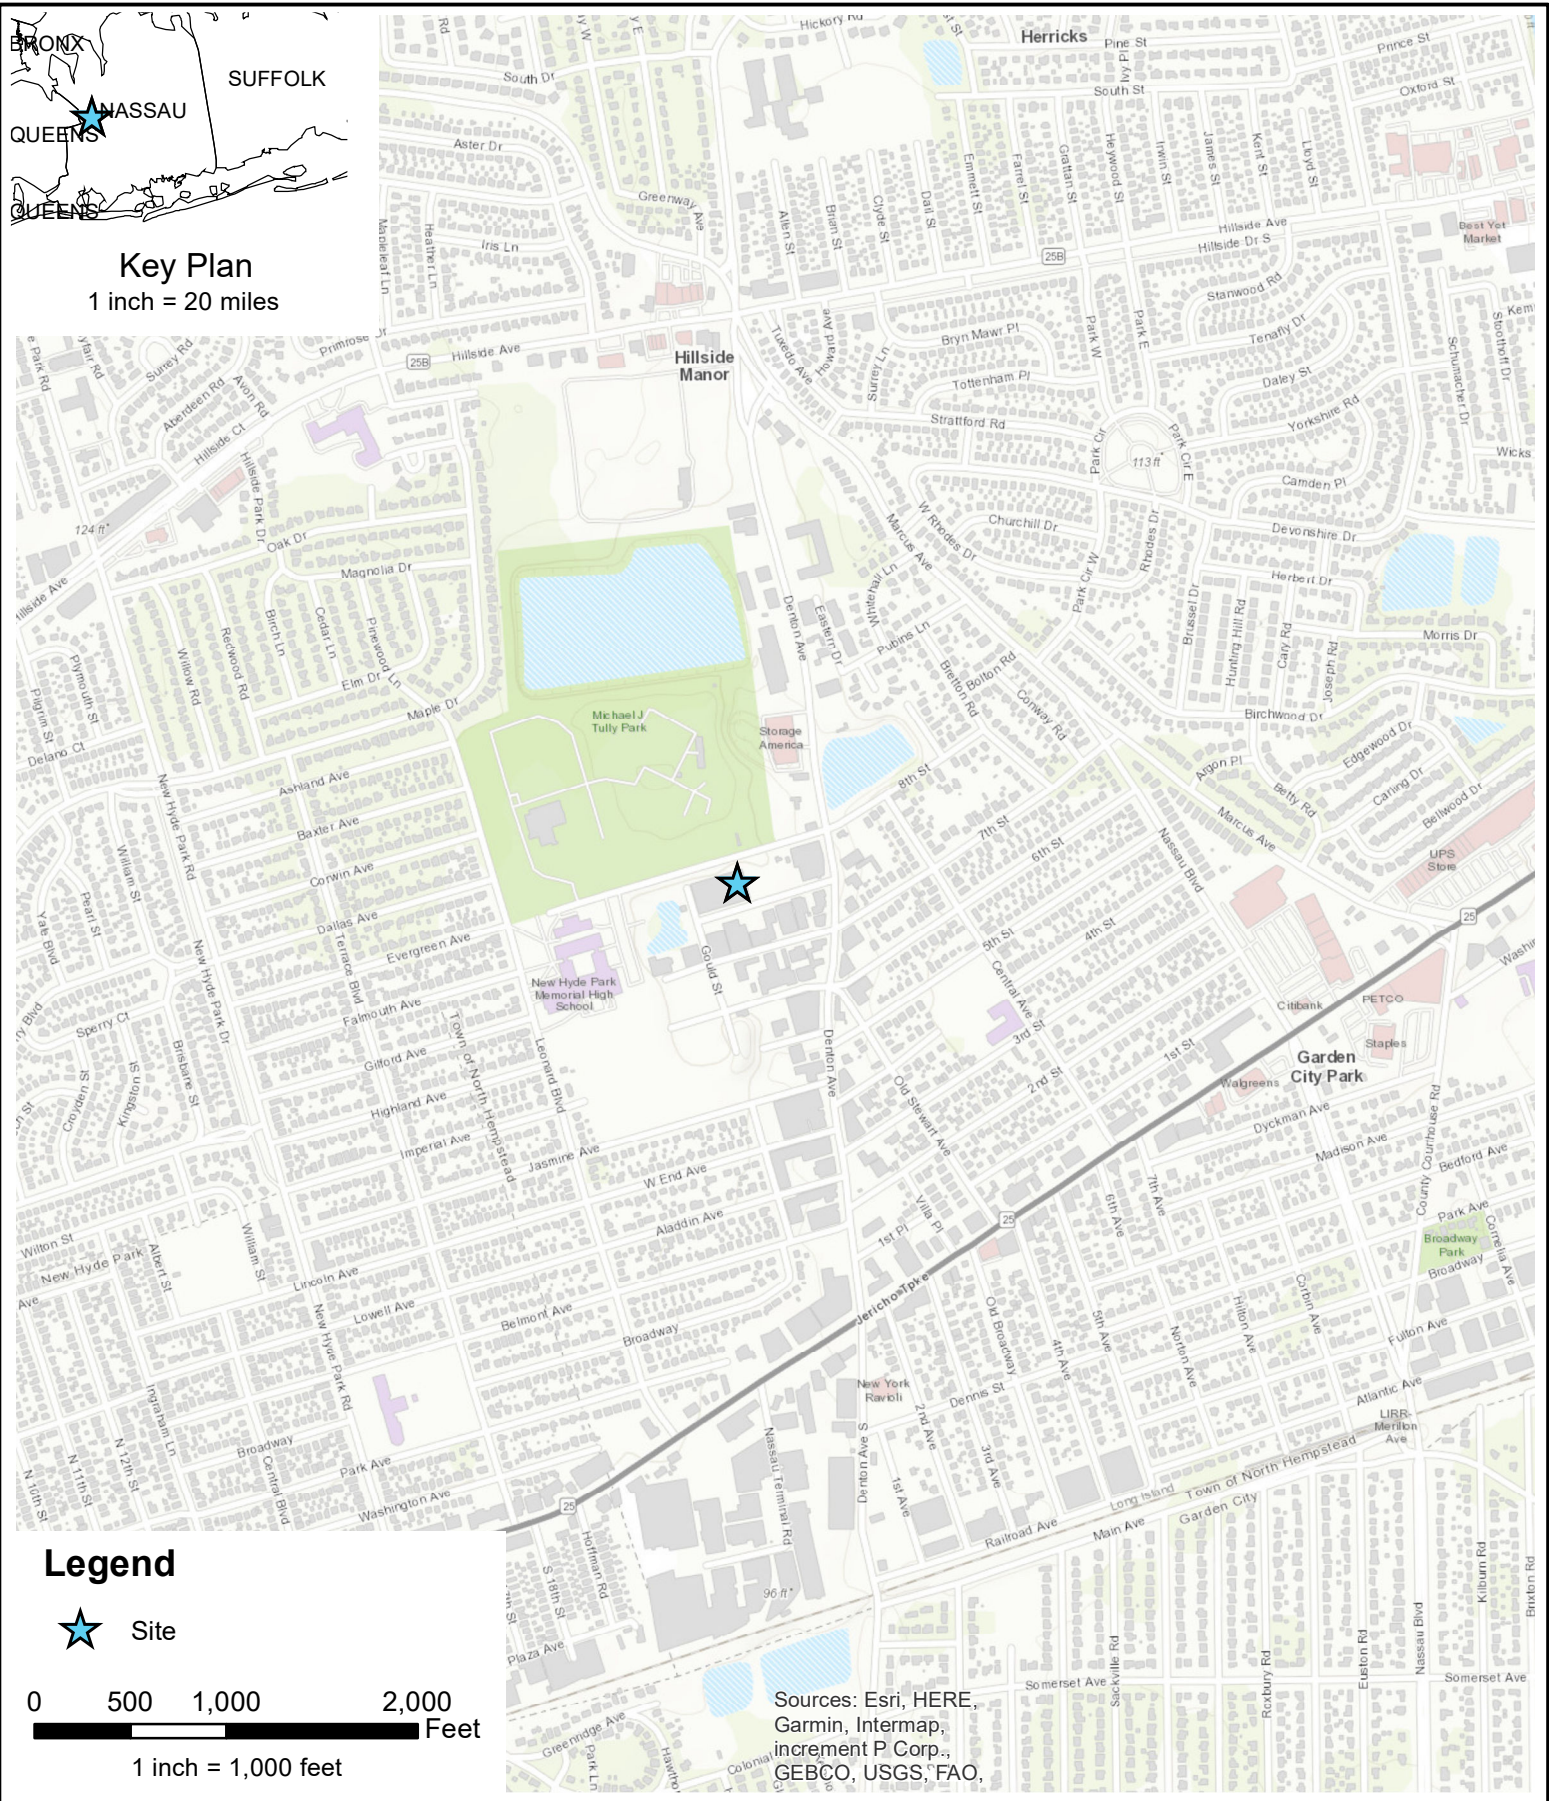 BRONX
SUFFOLK
NASSAU
QUEENS
QUEENS
Key Plan
1 inch = 20 miles
Hickory Rd
Herricks
Pine St
Prince St
Ivy Pl
South Dr
South St
Oxford St
Aster Dr
Emmett St
Farrel St
Grattan St
Heywood St
Irwin St
James St
Kent St
Lloyd St
Greenway Ave
Allen St
Brian St
Clyde St
Dail St
Mapleleaf Ln
Heather Ln
Iris Ln
Hillside Ave
Hillside Dr S
25B
Best Yet
Market
Stanwood Rd
Primrose Dr
Tuxedo Ave
Howard Ave
Surrey Ln
Bryn Mawr Pl
Park W
Park E
Tenafly Dr
Schumacher Dr
Stoothoff Dr
Surrey Rd
Aberdeen Rd
Avon Rd
25B
Hillside Ave
Hillside
Manor
Tottenham Pl
Daley St
Strattford Rd
Yorkshire Rd
Hillside Ct
Park Cir
Park Cir E
113 ft
Wicks
Hillside Park Dr
Camden Pl
124 ft
Oak Dr
Marcus Ave
W Rhodes Dr
Churchill Dr
Rhodes Dr
Devonshire Dr
Magnolia Dr
Whitehall Ln
Park Cir W
Herbert Dr
Hillside Ave
Birch Ln
Cedar Ln
Pinewood Ln
Denton Ave
Eastern Dr
Pubins Ln
Brussel Dr
Hunting Hill Rd
Cary Rd
Joseph Rd
Morris Dr
Plymouth St
Willow Rd
Redwood Rd
Pilgrim St
Elm Dr
Maple Dr
Bretton Rd
Bolton Rd
Conway Rd
Birchwood Dr
Michael J
Tully Park
Storage
America
Delano Ct
Edgewood Dr
Argon Pl
Ashland Ave
8th St
Betty Rd
Carling Dr
Bellwood Dr
New Hyde Park Rd
Baxter Ave
7th St
6th St
Marcus Ave
Nassau Blvd
William St
Corwin Ave
UPS
Store
Pearl St
Yale Blvd
Dallas Ave
Terrace Blvd
Evergreen Ave
5th St
4th St
25
New Hyde Park Dr
Gould St
New Hyde Park
Memorial High
School
Central Ave S
Citibank
PETCO
Sperry Ct
Falmouth Ave
3rd St
Staples
Town of North Hempstead
Leonard Blvd
Denton Ave
Brisbane St
Gilford Ave
1st St
Garden
City Park
Croyden St
Kingston St
Old Stewart Ave
2nd St
Walgreens
Highland Ave
Dyckman Ave
Imperial Ave
Jasmine Ave
Madison Ave
County Courthouse Rd
Bedford Ave
W End Ave
7th Ave
6th Ave
Villa Pl
Park Ave
Aladdin Ave
1st Pl
25
Broadway
Park
Cornelia Ave
Wilton St
New Hyde Park
Albert St
William St
Broadway
Lincoln Ave
Jericho Tpke
Corbin Ave
Ave
Lowell Ave
Belmont Ave
Broadway
New Hyde Park Rd
Old Broadway
5th Ave
4th Ave
Norton Ave
Hilton Ave
Fulton Ave
Ingraham Ln
New York
Ravioli
Dennis St
Atlantic Ave
LIRR-
Merillon
Ave
N 10th St
N 11th St
N 12th St
Broadway
Central Blvd
Park Ave
Nassau Terminal Rd
Denton Ave S
2nd Ave
3rd Ave
Washington Ave
25
1st Ave
Long Island
Town of North Hempstead
Garden City
Railroad Ave
Main Ave
Legend
Hoffman Rd
S 18th St
96 ft
Kilburn Rd
Brixton Rd
Site
Plaza Ave
Sackville Rd
Roxbury Rd
Euston Rd
Nassau Blvd
Somerset Ave
Somerset Ave
0 500 1,000 2,000
Feet
1 inch = 1,000 feet
Greenridge Ave
Park Ln
Colonial
Sources: Esri, HERE,
Garmin, Intermap,
increment P Corp.,
GEBCO, USGS, FAO,